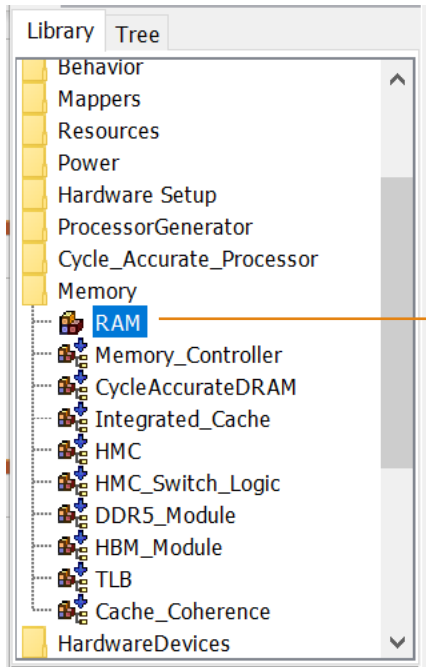 Library Tree
Behavior
Mappers
Resources
Power
Hardware Setup
ProcessorGenerator
Cycle_Accurate_Processor
Memory
RAM
Memory_Controller
CycleAccurateDRAM
Integrated_Cache
HMC
HMC_Switch_Logic
DDR5_Module
HBM_Module
TLB
Cache_Coherence
HardwareDevices